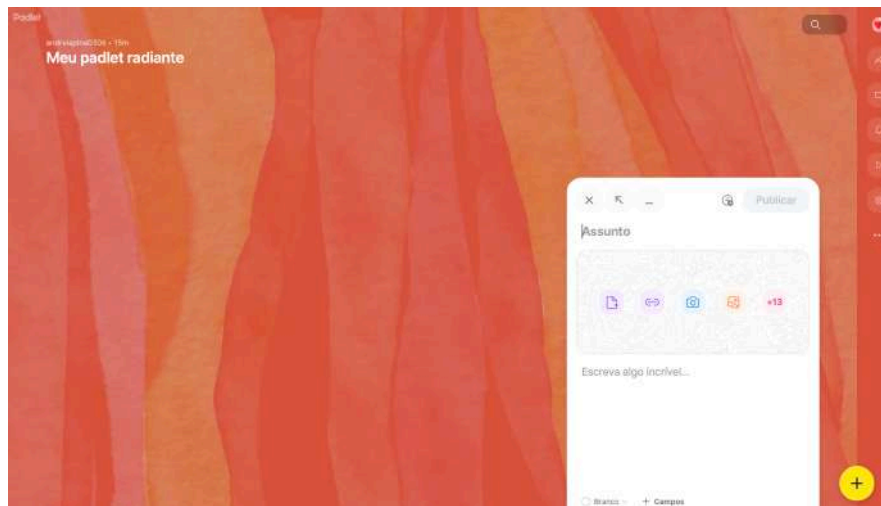 Padlet
Meu padlet radiante
Publicar
Assunto
+13
Escreva algo incrível...
Branco
+ Campos